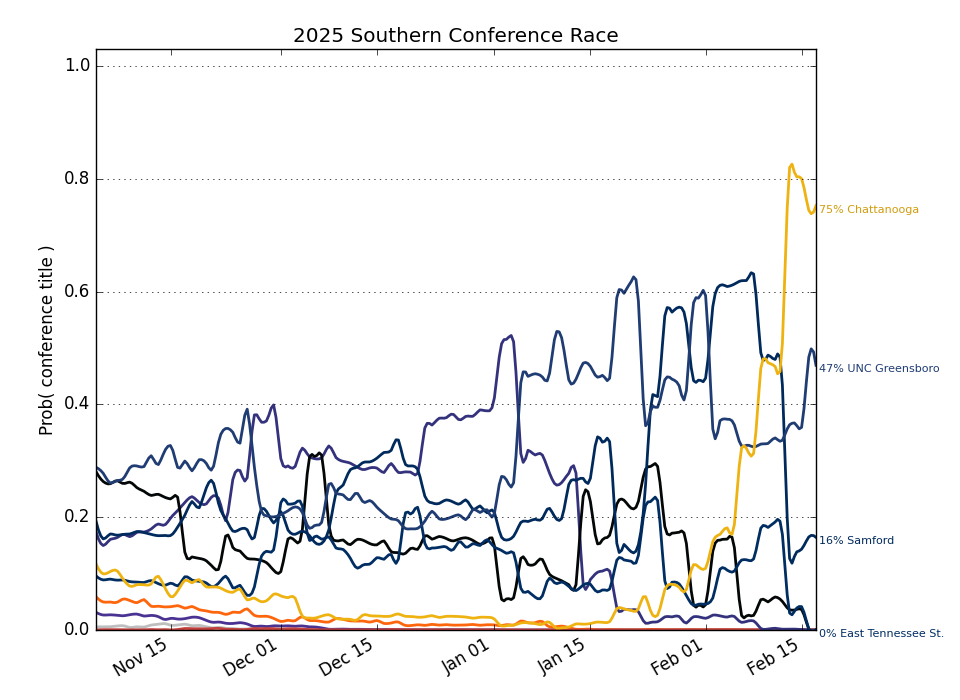 2025 Southern Conference Race
Prob( conference title )
1.0
0.8
0.6
0.4
0.2
0.0
75% Chattanooga
47% UNC Greensboro
16% Samford
0% East Tennessee St.
Nov 15
Dec 01
Dec 15
Jan 01
Jan 15
Feb 01
Feb 15